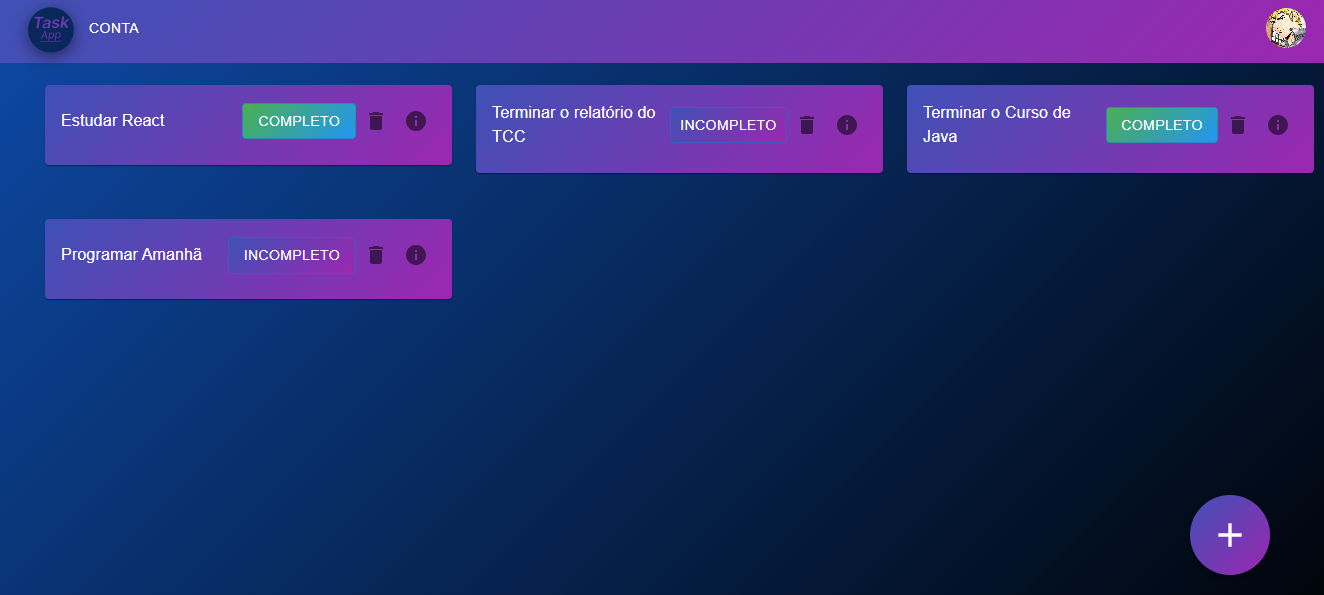 Task
App
CONTA
Estudar React
COMPLETO
Terminar o relatório do
TCC
INCOMPLETO
Terminar o Curso de
Java
COMPLETO
Programar Amanhã
INCOMPLETO